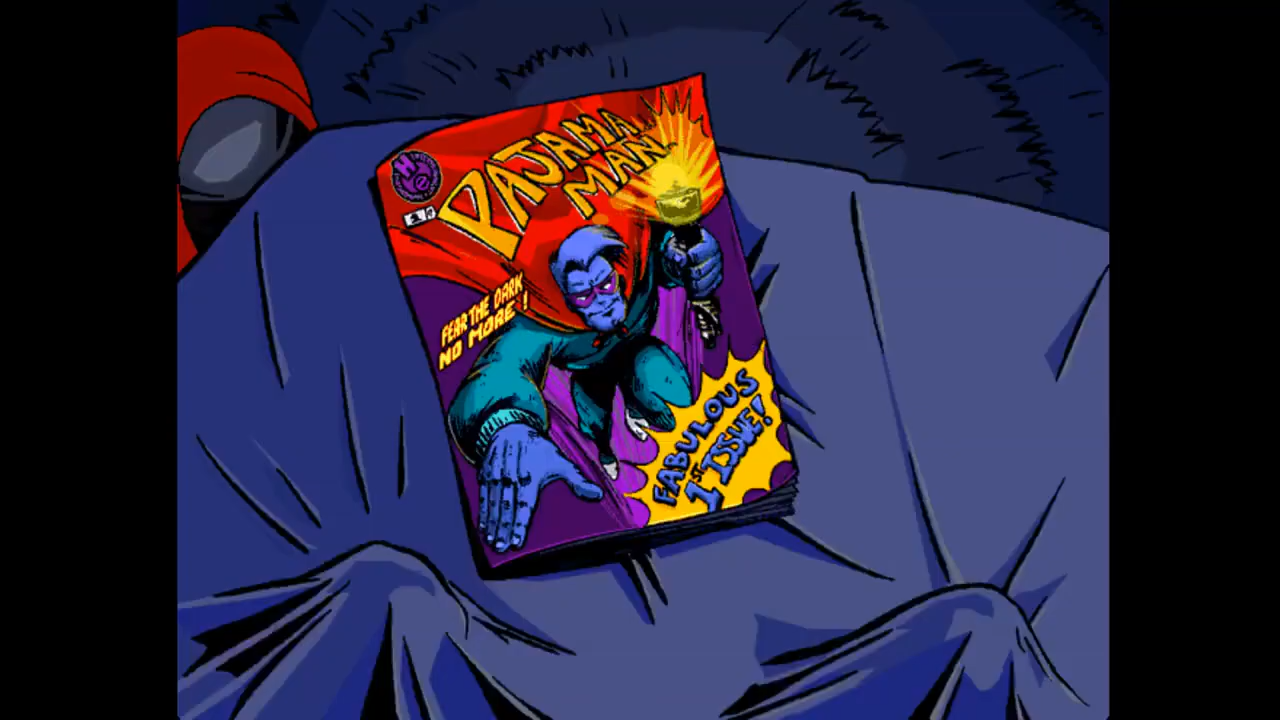 PAJAMA
MAN
FEAR THE DARK
NO MORE!
FABULOUS
1ST ISSUE!